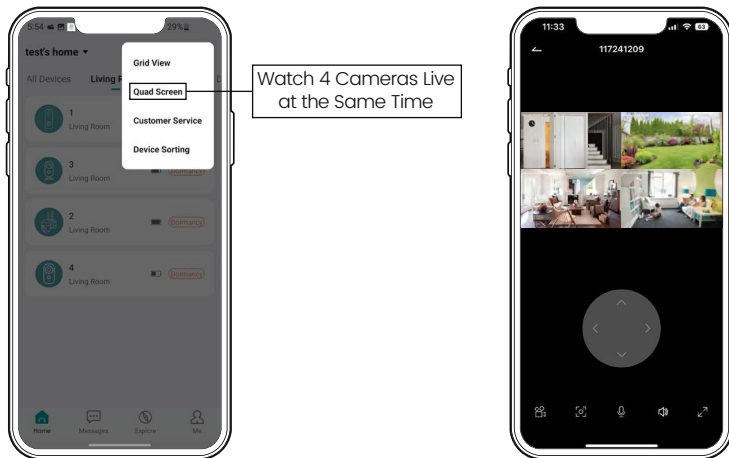 5:54
29%
test's home
All Devices
Living R
D
Grid View
Quad Screen
Customer Service
Device Sorting
Watch 4 Cameras Live
at the Same Time
1
Living Room
3
Living Room
Dormancy
2
Living Room
Dormancy
4
Living Room
Dormancy
Home
Messages
Explore
Me
11:33
63
117241209